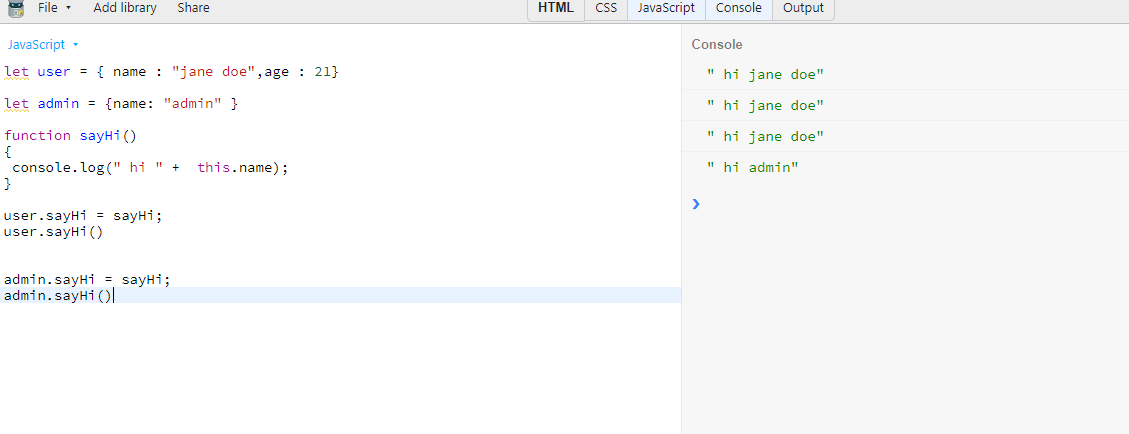 File ▾ Add library Share HTML CSS JavaScript Console Output
JavaScript ▾
let user = { name : "jane doe",age : 21}
let admin = {name: "admin" }
function sayHi()
{
 console.log(" hi " +  this.name);
}
user.sayHi = sayHi;
user.sayHi()
admin.sayHi = sayHi;
admin.sayHi()
Console
" hi jane doe"
" hi jane doe"
" hi jane doe"
" hi admin"